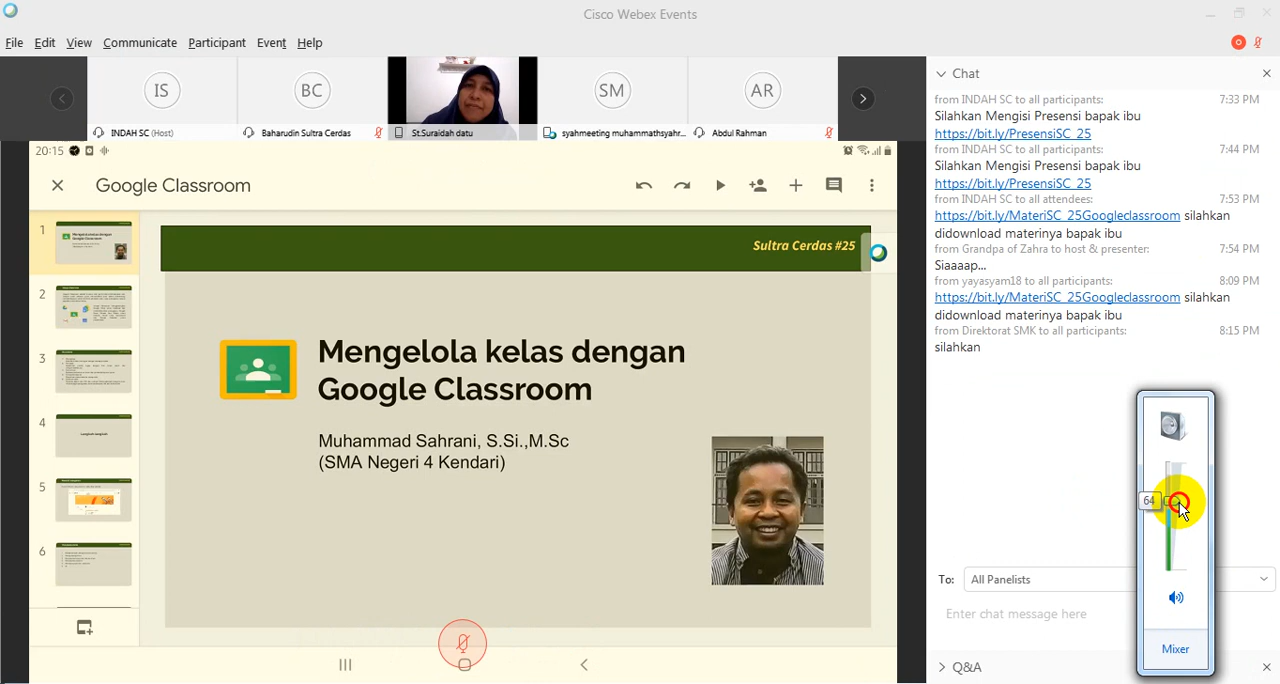 Cisco Webex Events
File Edit View Communicate Participant Event Help
IS
BC
SM
AR
INDAH SC (Host)
Baharudin Sultra Cerdas
St.Suraidah datu
syahmeeting muhammathsyahr...
Abdul Rahman
20:15
Google Classroom
1
2
3
4
5
6
Sultra Cerdas #25
Mengelola kelas dengan
Google Classroom
Muhammad Sahrani, S.Si.,M.Sc
(SMA Negeri 4 Kendari)
Chat
from INDAH SC to all participants: 7:33 PM
Silahkan Mengisi Presensi bapak ibu
https://bit.ly/PresensiSC_25
from INDAH SC to all participants: 7:44 PM
Silahkan Mengisi Presensi bapak ibu
https://bit.ly/PresensiSC_25
from INDAH SC to all attendees: 7:53 PM
https://bit.ly/MateriSC_25Googleclassroom silahkan
didownload materinya bapak ibu
from Grandpa of Zahra to host & presenter: 7:54 PM
Siaaaap...
from yayasyam18 to all participants: 8:09 PM
https://bit.ly/MateriSC_25Googleclassroom silahkan
didownload materinya bapak ibu
from Direktorat SMK to all participants: 8:15 PM
silahkan
64
To: All Panelists
Enter chat message here
Mixer
Q&A